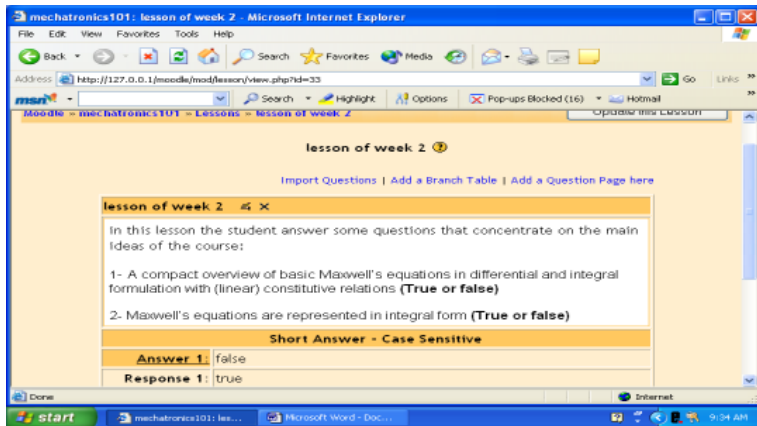 mechatronics101: lesson of week 2 - Microsoft Internet Explorer
File Edit View Favorites Tools Help
Back Search Favorites Media
Address http://127.0.0.1/moodle/mod/lesson/view.php?id=33 Go Links »
msn Search Highlight Options Pop-ups Blocked (16) Hotmail »
Moodle » mechatronics101 » Lessons » lesson of week 2 Update this Lesson
lesson of week 2
Import Questions | Add a Branch Table | Add a Question Page here
lesson of week 2
In this lesson the student answer some questions that concentrate on the main
ideas of the course:
1- A compact overview of basic Maxwell's equations in differential and integral
formulation with (linear) constitutive relations (True or false)
2- Maxwell's equations are represented in integral form (True or false)
Short Answer - Case Sensitive
Answer 1: false
Response 1: true
Done Internet
start mechatronics101: les... Microsoft Word - Doc... 9:34 AM